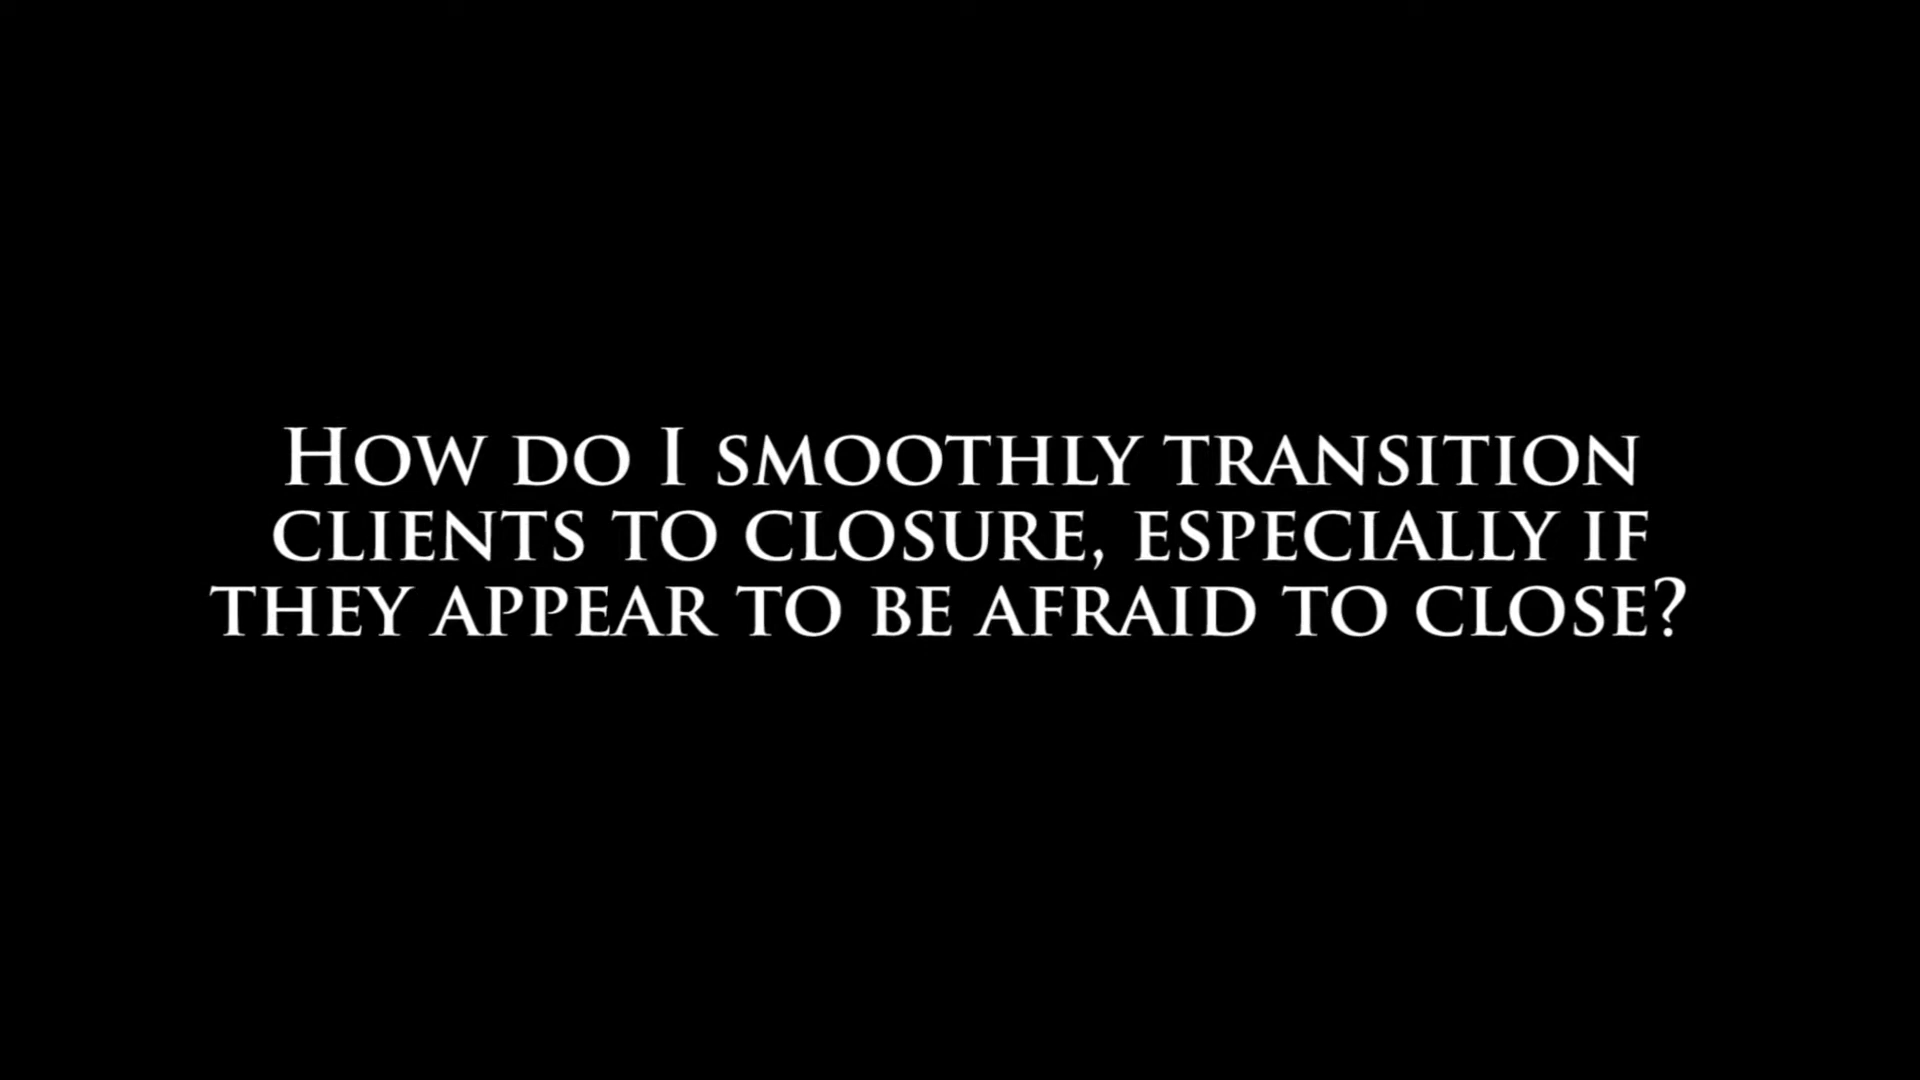 How do I smoothly transition
clients to closure, especially if
they appear to be afraid to close?